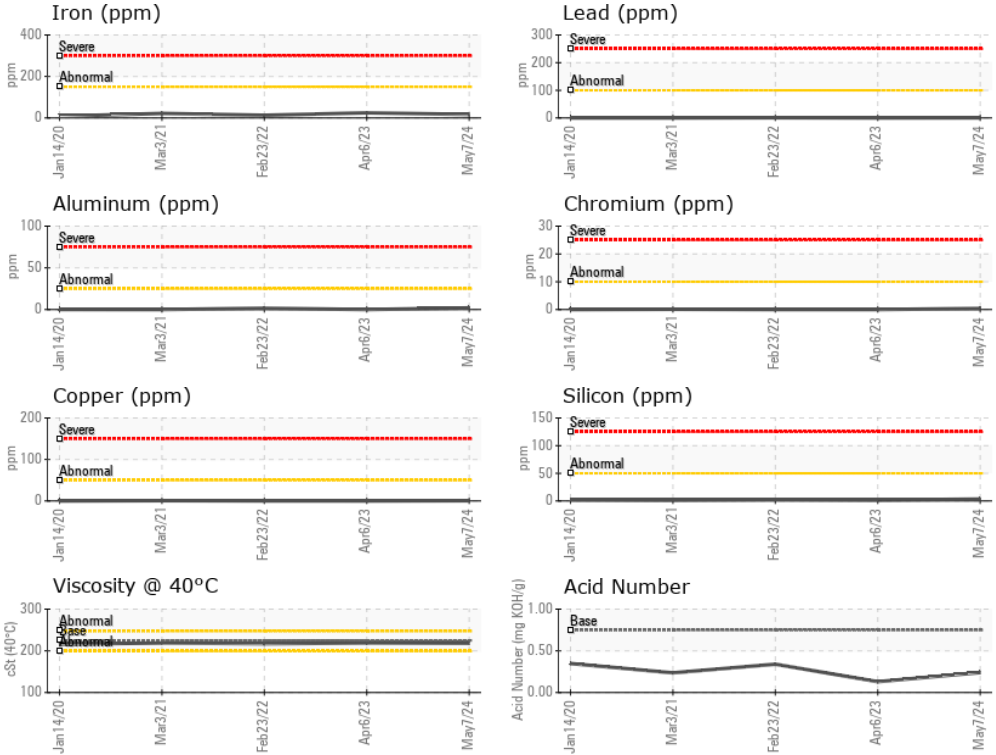 Iron (ppm)
400
200
0
ppm
Severe
Abnormal
Jan14/20
Mar3/21
Feb23/22
Apr6/23
May7/24
Lead (ppm)
300
200
100
0
ppm
Severe
Abnormal
Jan14/20
Mar3/21
Feb23/22
Apr6/23
May7/24
Aluminum (ppm)
100
50
0
ppm
Severe
Abnormal
Jan14/20
Mar3/21
Feb23/22
Apr6/23
May7/24
Chromium (ppm)
30
20
10
0
ppm
Severe
Abnormal
Jan14/20
Mar3/21
Feb23/22
Apr6/23
May7/24
Copper (ppm)
200
100
0
ppm
Severe
Abnormal
Jan14/20
Mar3/21
Feb23/22
Apr6/23
May7/24
Silicon (ppm)
150
100
50
0
ppm
Severe
Abnormal
Jan14/20
Mar3/21
Feb23/22
Apr6/23
May7/24
Viscosity @ 40°C
300
200
100
cSt (40°C)
Abnormal
Base
Abnormal
Jan14/20
Mar3/21
Feb23/22
Apr6/23
May7/24
Acid Number
1.00
0.50
0.00
Acid Number (mg KOH/g)
Base
Jan14/20
Mar3/21
Feb23/22
Apr6/23
May7/24